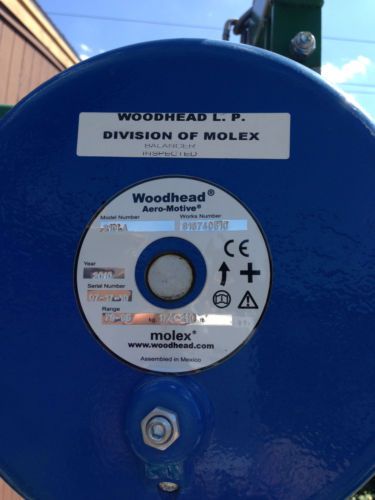 WOODHEAD L. P.
DIVISION OF MOLEX
BALANCER
INSPECTED
Woodhead®
Aero-Motive®
Model Number Works Number
Year
2010
Serial Number
Range
kg
molex®
www.woodhead.com
Assembled in Mexico